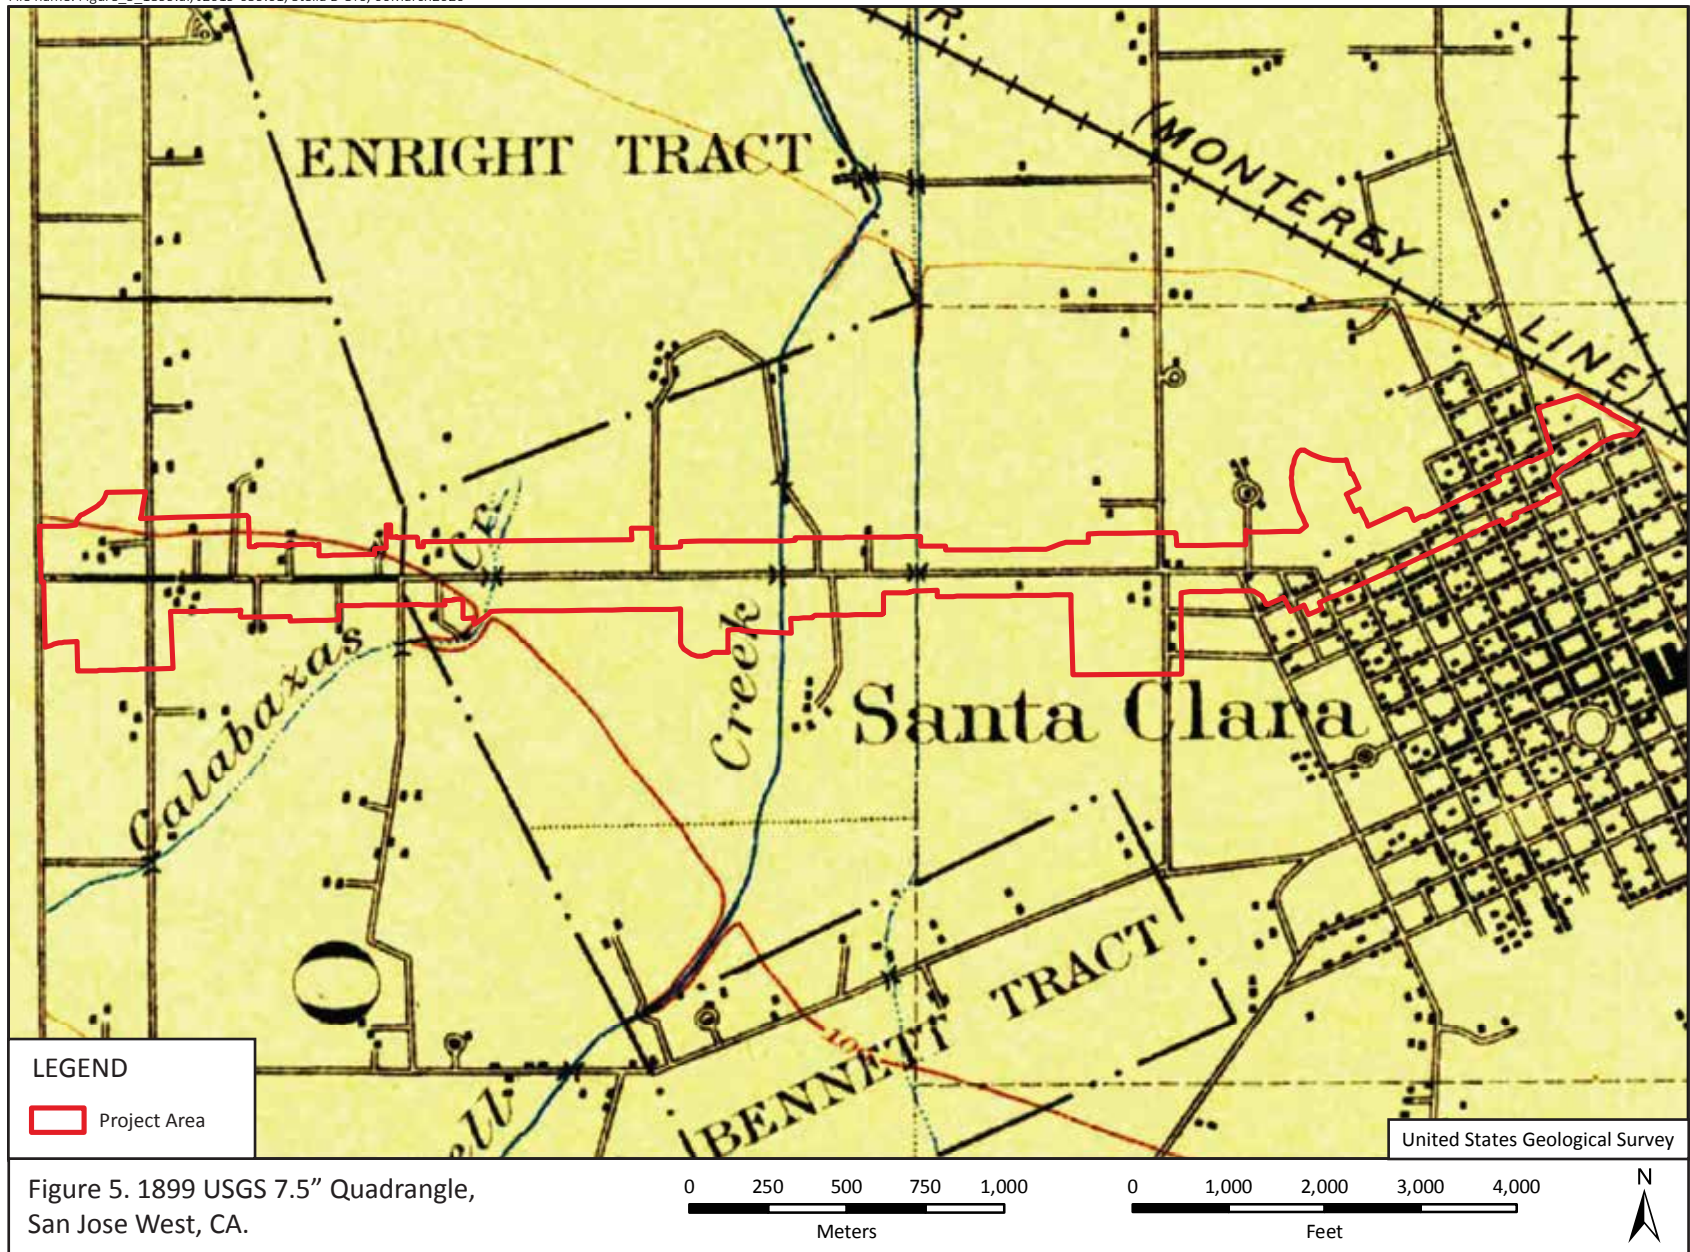 R.
ENRIGHT TRACT
(MONTEREY
LINE)
Cr.
Calabazas
Creek
Santa Clara
TRACT
BENNETT
ell
LEGEND
Project Area
United States Geological Survey
Figure 5. 1899 USGS 7.5” Quadrangle,
San Jose West, CA.
0 250 500 750 1,000
Meters
0 1,000 2,000 3,000 4,000
Feet
N